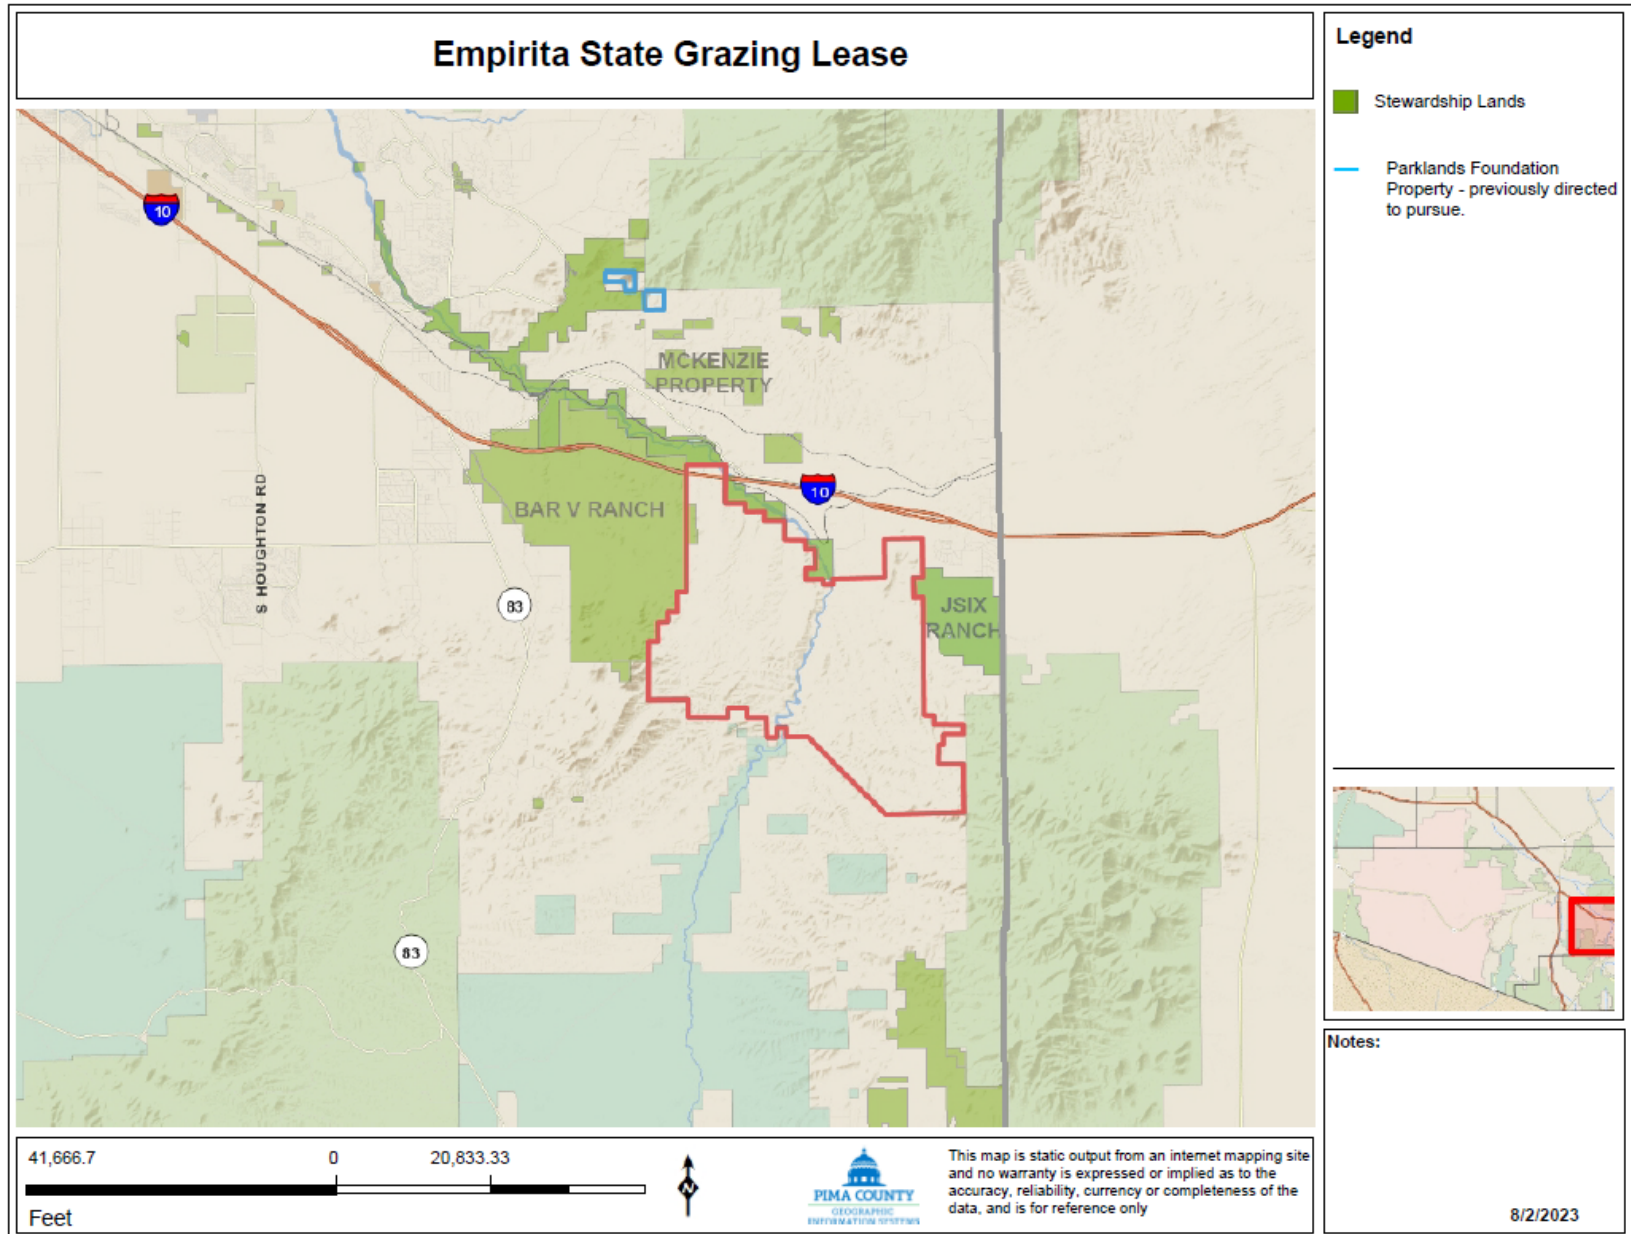 Empirita State Grazing Lease
Legend
Stewardship Lands
Parklands Foundation
Property - previously directed
to pursue.
10
MCKENZIE
PROPERTY
10
BAR V RANCH
S HOUGHTON RD
83
JSIX
RANCH
83
41,666.7 0 20,833.33
Feet
N
PIMA COUNTY
GEOGRAPHIC
INFORMATION SYSTEMS
This map is static output from an internet mapping site
and no warranty is expressed or implied as to the
accuracy, reliability, currency or completeness of the
data, and is for reference only
Notes:
8/2/2023